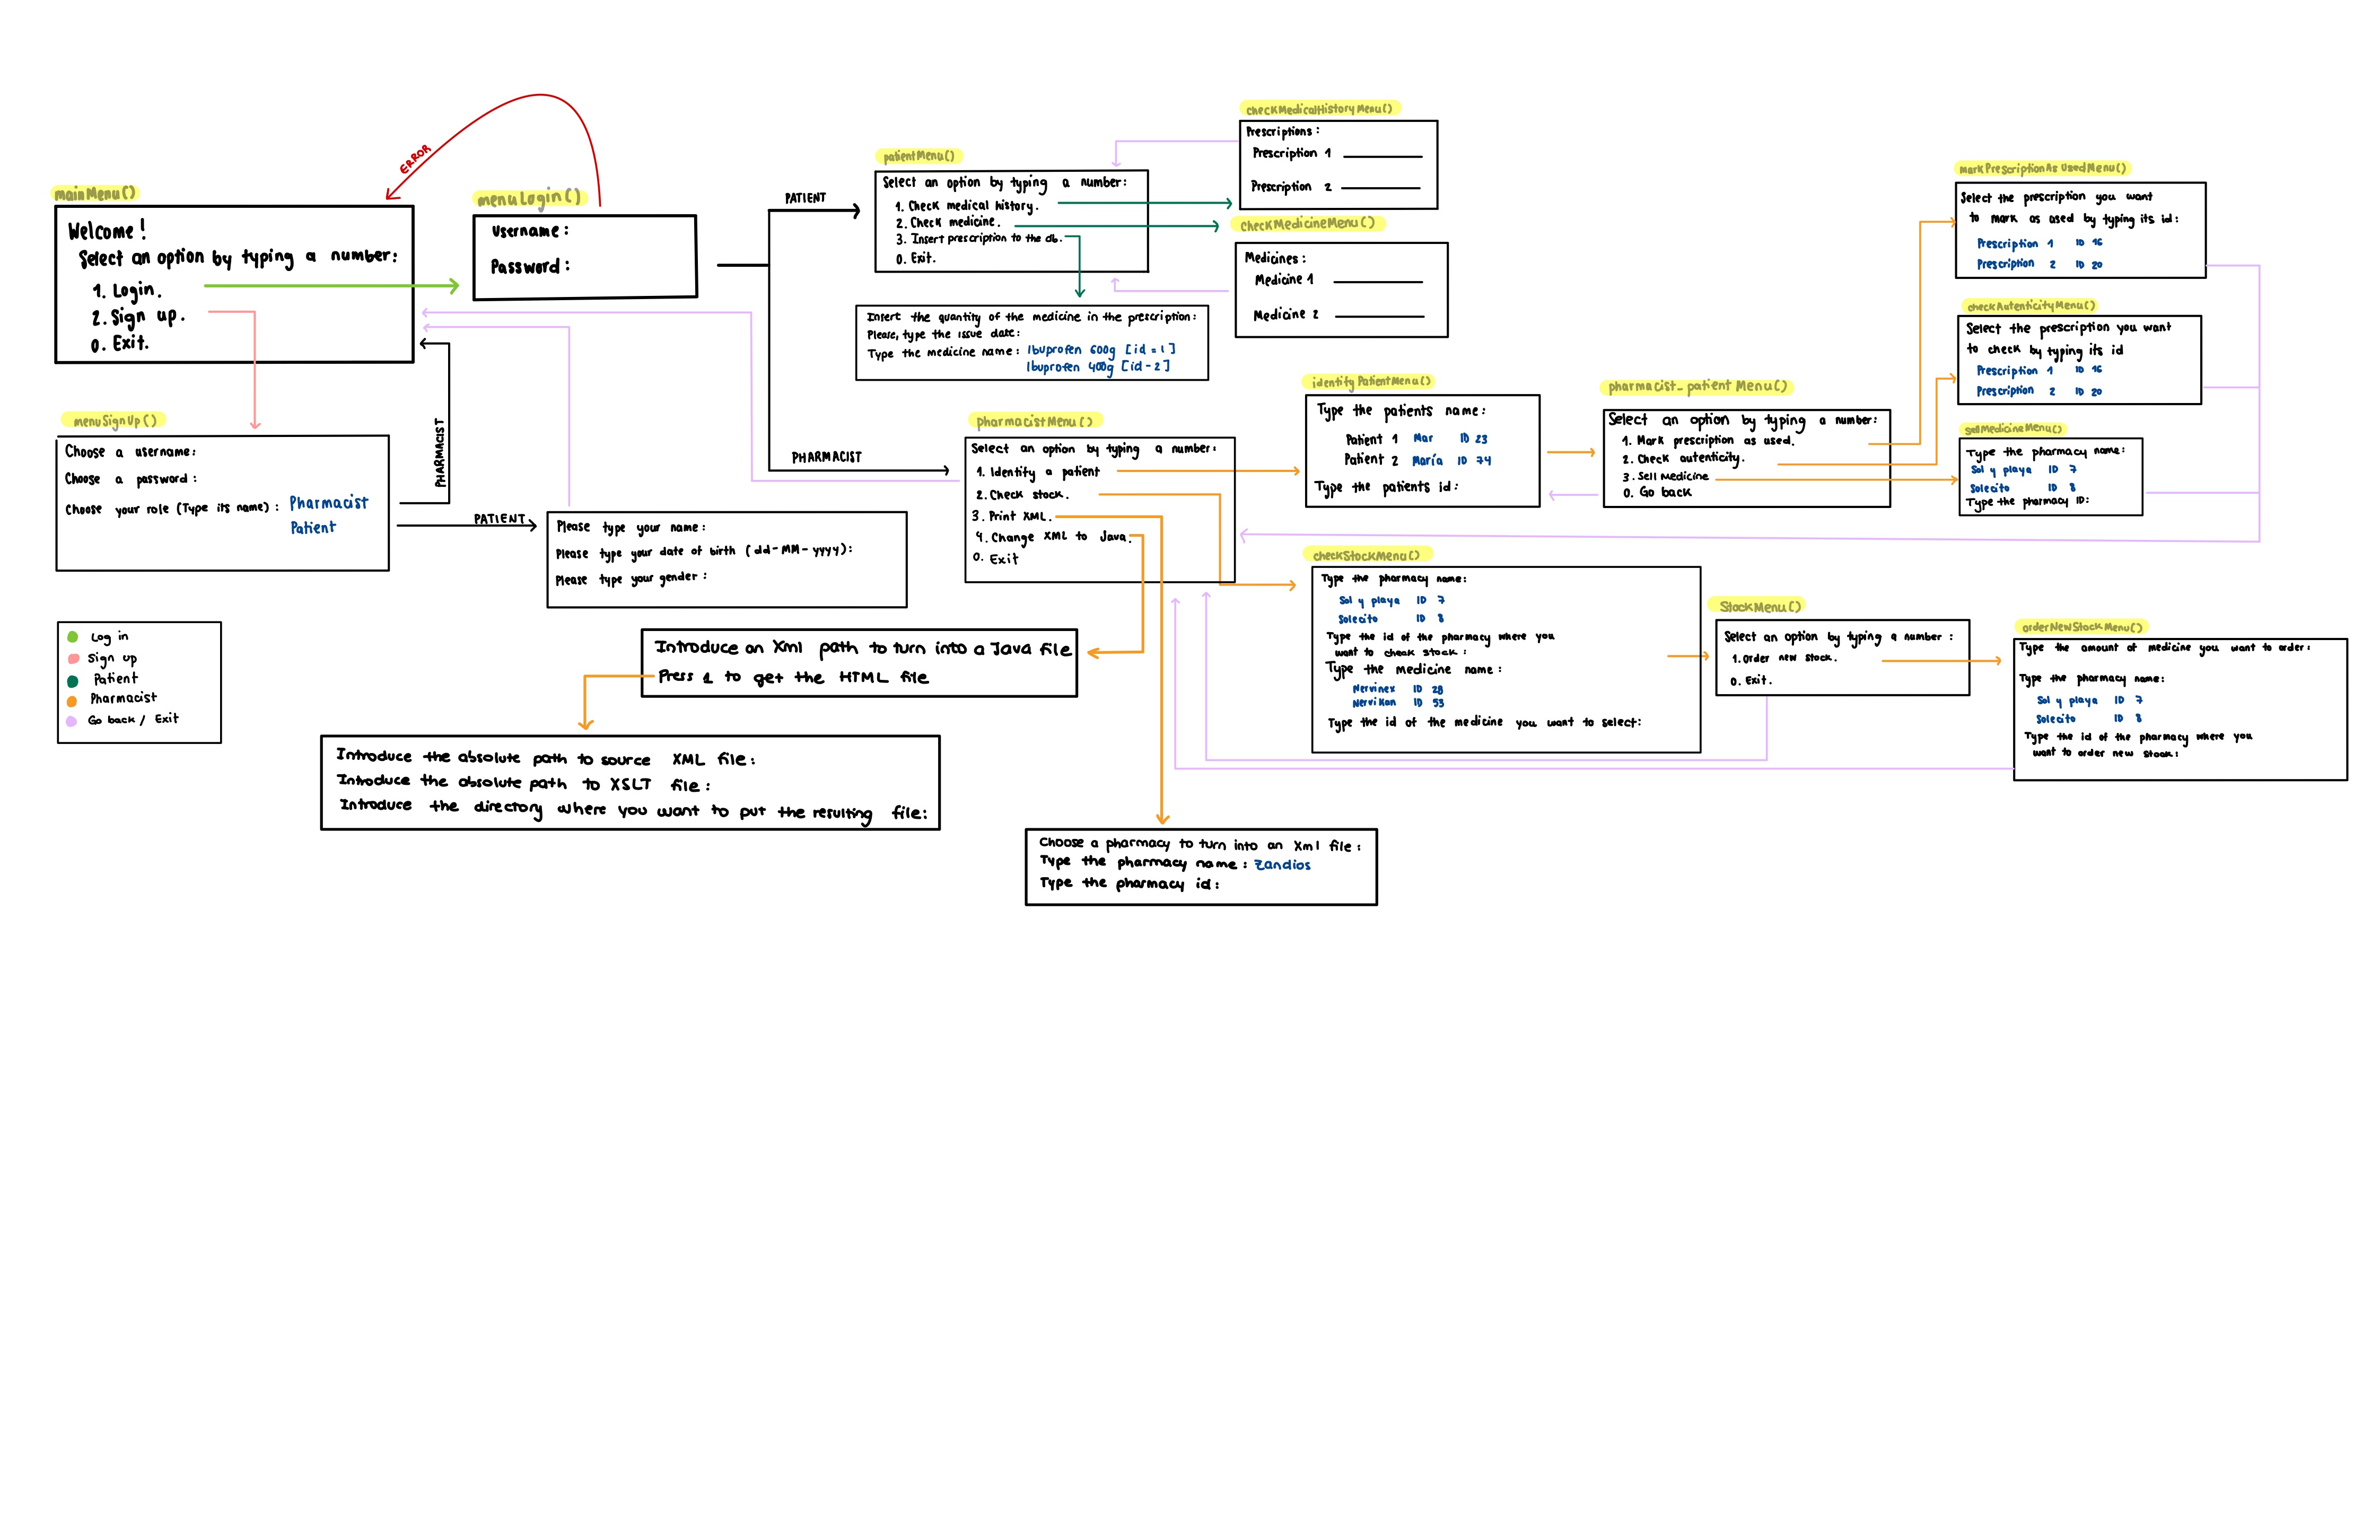 mainMenu()
Welcome!
Select an option by typing a number:
1. Login.
2. Sign up.
0. Exit.
ERROR
menuLogin()
Username:
Password:
menuSignUp()
Choose a username:
Choose a password:
Choose your role (Type its name): Pharmacist
Patient
PHARMACIST
PATIENT
Please type your name:
Please type your date of birth (dd-MM-yyyy):
Please type your gender:
Log in
Sign up
Patient
Pharmacist
Go back / Exit
PATIENT
patientMenu()
Select an option by typing a number:
1. Check medical history.
2. Check medicine.
3. Insert prescription to the db.
0. Exit.
checkMedicalHistoryMenu()
Prescriptions:
Prescription 1
Prescription 2
checkMedicineMenu()
Medicines:
Medicine 1
Medicine 2
Insert the quantity of the medicine in the prescription:
Please, type the issue date:
Type the medicine name: Ibuprofen 600g [id=1]
Ibuprofen 400g [id-2]
PHARMACIST
pharmacistMenu()
Select an option by typing a number:
1. Identify a patient
2. Check stock.
3. Print XML.
4. Change XML to Java.
0. Exit
identifyPatientMenu()
Type the patients name:
Patient 1 Mar ID 23
Patient 2 María ID 74
Type the patients id:
pharmacist_patientMenu()
Select an option by typing a number:
1. Mark prescription as used.
2. Check autenticity.
3. Sell Medicine
0. Go back
markPrescriptionAsUsedMenu()
Select the prescription you want
to mark as used by typing its id:
Prescription 1 ID 16
Prescription 2 ID 20
checkAutenticityMenu()
Select the prescription you want
to check by typing its id
Prescription 1 ID 16
Prescription 2 ID 20
sellMedicineMenu()
Type the pharmacy name:
Sol y playa ID 7
Solecito ID 8
Type the pharmacy ID:
checkStockMenu()
Type the pharmacy name:
Sol y playa ID 7
Solecito ID 8
Type the id of the pharmacy where you
want to check stock:
Type the medicine name:
Nervinex ID 28
Nervikan ID 53
Type the id of the medicine you want to select:
StockMenu()
Select an option by typing a number:
1. Order new stock.
0. Exit.
orderNewStockMenu()
Type the amount of medicine you want to order:
Type the pharmacy name:
Sol y playa ID 7
Solecito ID 8
Type the id of the pharmacy where you
want to order new stock:
Introduce an Xml path to turn into a Java file
Press 1 to get the HTML file
Introduce the absolute path to source XML file:
Introduce the absolute path to XSLT file:
Introduce the directory where you want to put the resulting file:
Choose a pharmacy to turn into an Xml file:
Type the pharmacy name: Zandios
Type the pharmacy id: